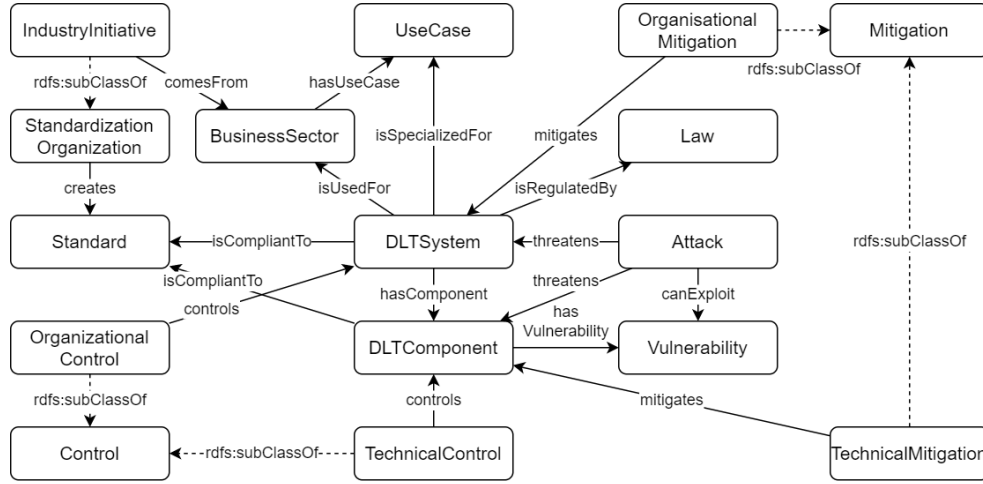 IndustryInitiative
UseCase
Organisational
Mitigation
Mitigation
rdfs:subClassOf
rdfs:subClassOf
comesFrom
hasUseCase
Standardization
Organization
BusinessSector
isSpecializedFor
mitigates
Law
creates
isUsedFor
isRegulatedBy
Standard
isCompliantTo
DLTSystem
threatens
Attack
rdfs:subClassOf
isCompliantTo
controls
hasComponent
threatens
canExploit
has
Vulnerability
Organizational
Control
DLTComponent
Vulnerability
rdfs:subClassOf
controls
mitigates
Control
rdfs:subClassOf
TechnicalControl
TechnicalMitigation